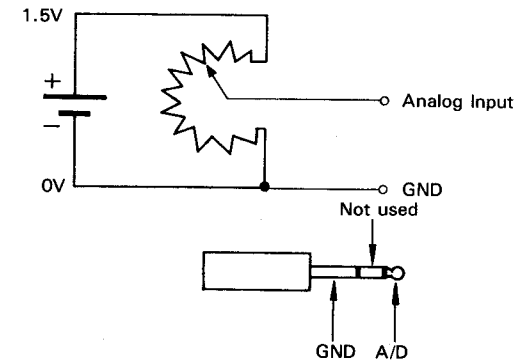 1.5V
+
Analog Input
−
0V
GND
Not used
GND
A/D